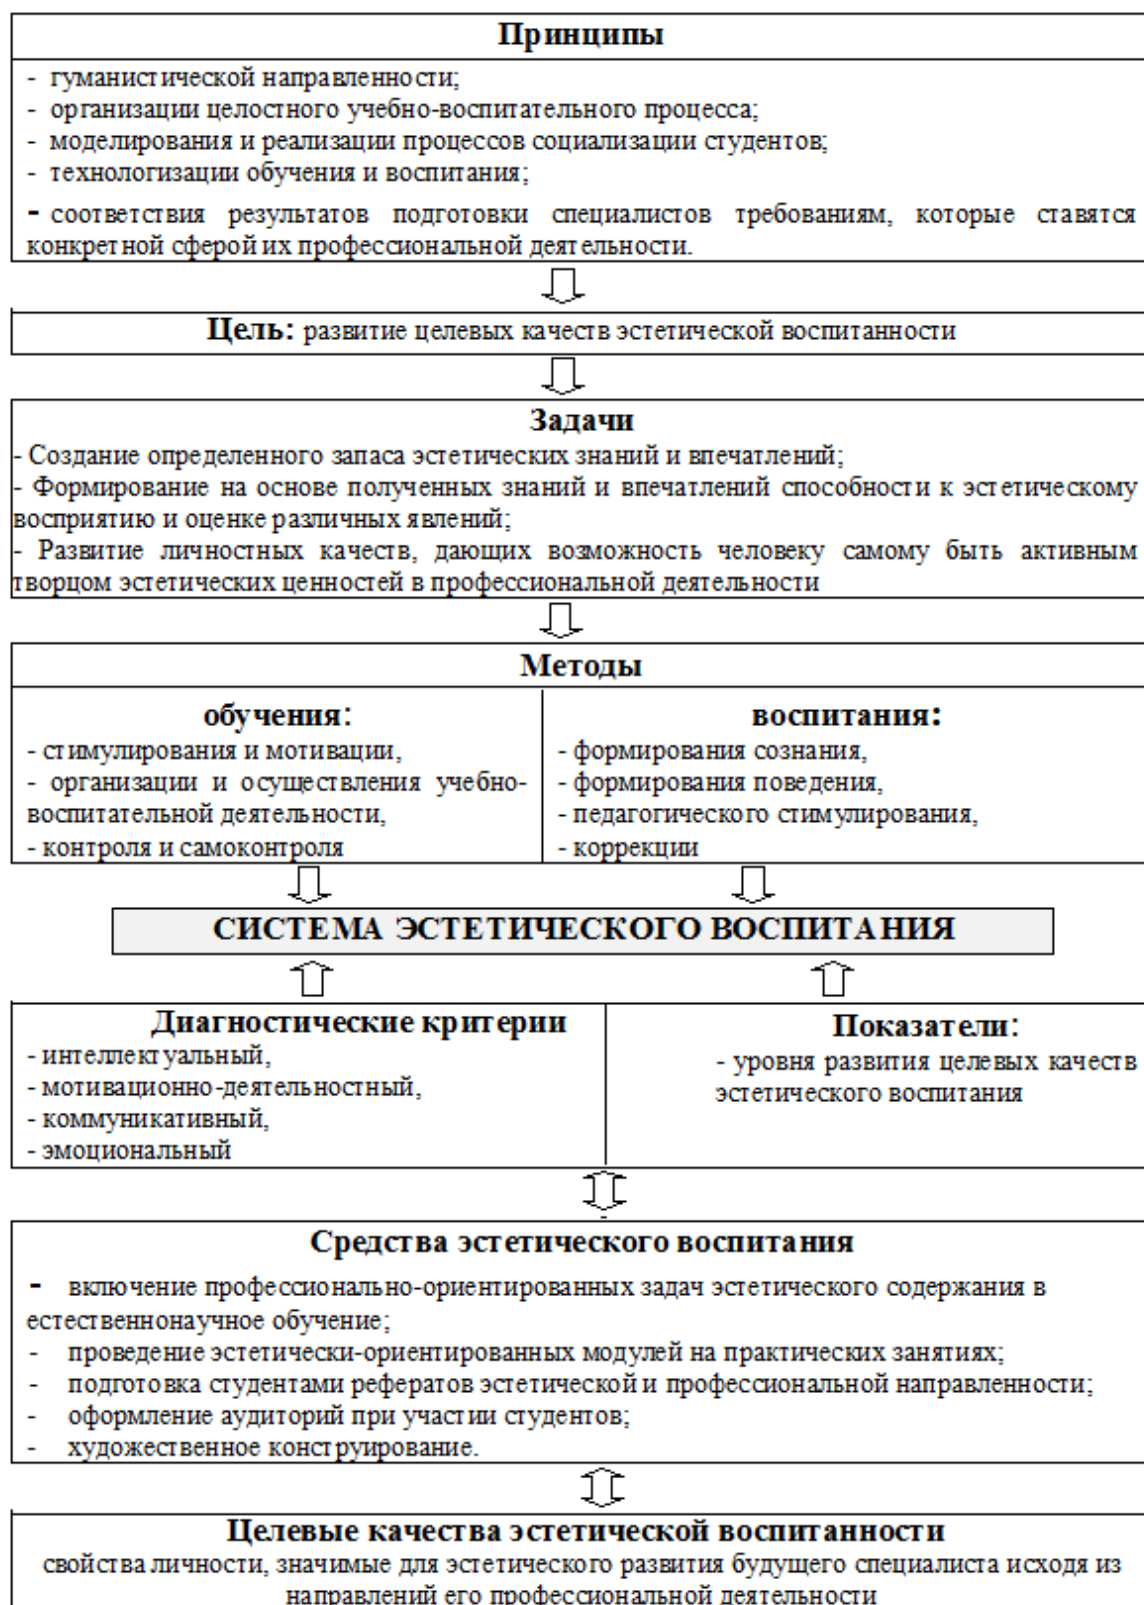 Принципы
- гуманистической направленности;
- организации целостного учебно-воспитательного процесса;
- моделирования и реализации процессов социализации студентов;
- технологизации обучения и воспитания;
- соответствия результатов подготовки специалистов требованиям, которые ставятся
конкретной сферой их профессиональной деятельности.
Цель: развитие целевых качеств эстетической воспитанности
Задачи
- Создание определенного запаса эстетических знаний и впечатлений;
- Формирование на основе полученных знаний и впечатлений способности к эстетическому
восприятию и оценке различных явлений;
- Развитие личностных качеств, дающих возможность человеку самому быть активным
творцом эстетических ценностей в профессиональной деятельности
Методы
обучения:
- стимулирования и мотивации,
- организации и осуществления учебно-
воспитательной деятельности,
- контроля и самоконтроля
воспитания:
- формирования сознания,
- формирования поведения,
- педагогического стимулирования,
- коррекции
СИСТЕМА ЭСТЕТИЧЕСКОГО ВОСПИТАНИЯ
Диагностические критерии
- интеллектуальный,
- мотивационно-деятельностный,
- коммуникативный,
- эмоциональный
Показатели:
- уровня развития целевых качеств
эстетического воспитания
Средства эстетического воспитания
- включение профессионально-ориентированных задач эстетического содержания в
естественнонаучное обучение;
- проведение эстетически-ориентированных модулей на практических занятиях;
- подготовка студентами рефератов эстетической и профессиональной направленности;
- оформление аудиторий при участии студентов;
- художественное конструирование.
Целевые качества эстетической воспитанности
свойства личности, значимые для эстетического развития будущего специалиста исходя из
направлений его профессиональной деятельности